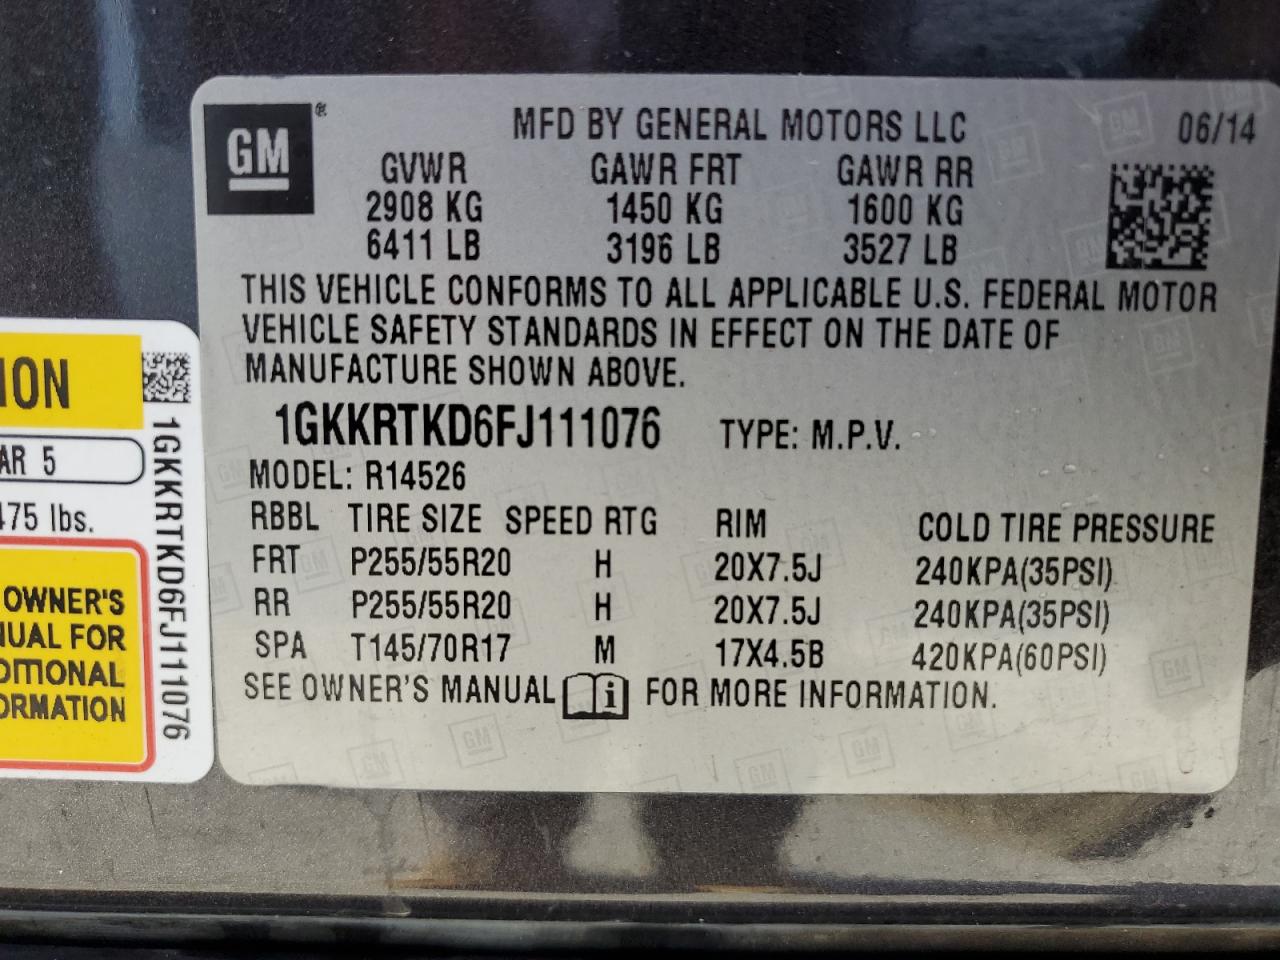 GM ®
MFD BY GENERAL MOTORS LLC 06/14
GVWR GAWR FRT GAWR RR
2908 KG 1450 KG 1600 KG
6411 LB 3196 LB 3527 LB
THIS VEHICLE CONFORMS TO ALL APPLICABLE U.S. FEDERAL MOTOR
VEHICLE SAFETY STANDARDS IN EFFECT ON THE DATE OF
MANUFACTURE SHOWN ABOVE.
1GKKRTKD6FJ111076 TYPE: M.P.V.
MODEL: R14526
RBBL TIRE SIZE SPEED RTG RIM COLD TIRE PRESSURE
FRT P255/55R20 H 20X7.5J 240KPA(35PSI)
RR P255/55R20 H 20X7.5J 240KPA(35PSI)
SPA T145/70R17 M 17X4.5B 420KPA(60PSI)
SEE OWNER'S MANUAL i FOR MORE INFORMATION.
ION
AR 5
475 lbs.
OWNER'S
NUAL FOR
DITIONAL
ORMATION
1GKKRTKD6FJ111076